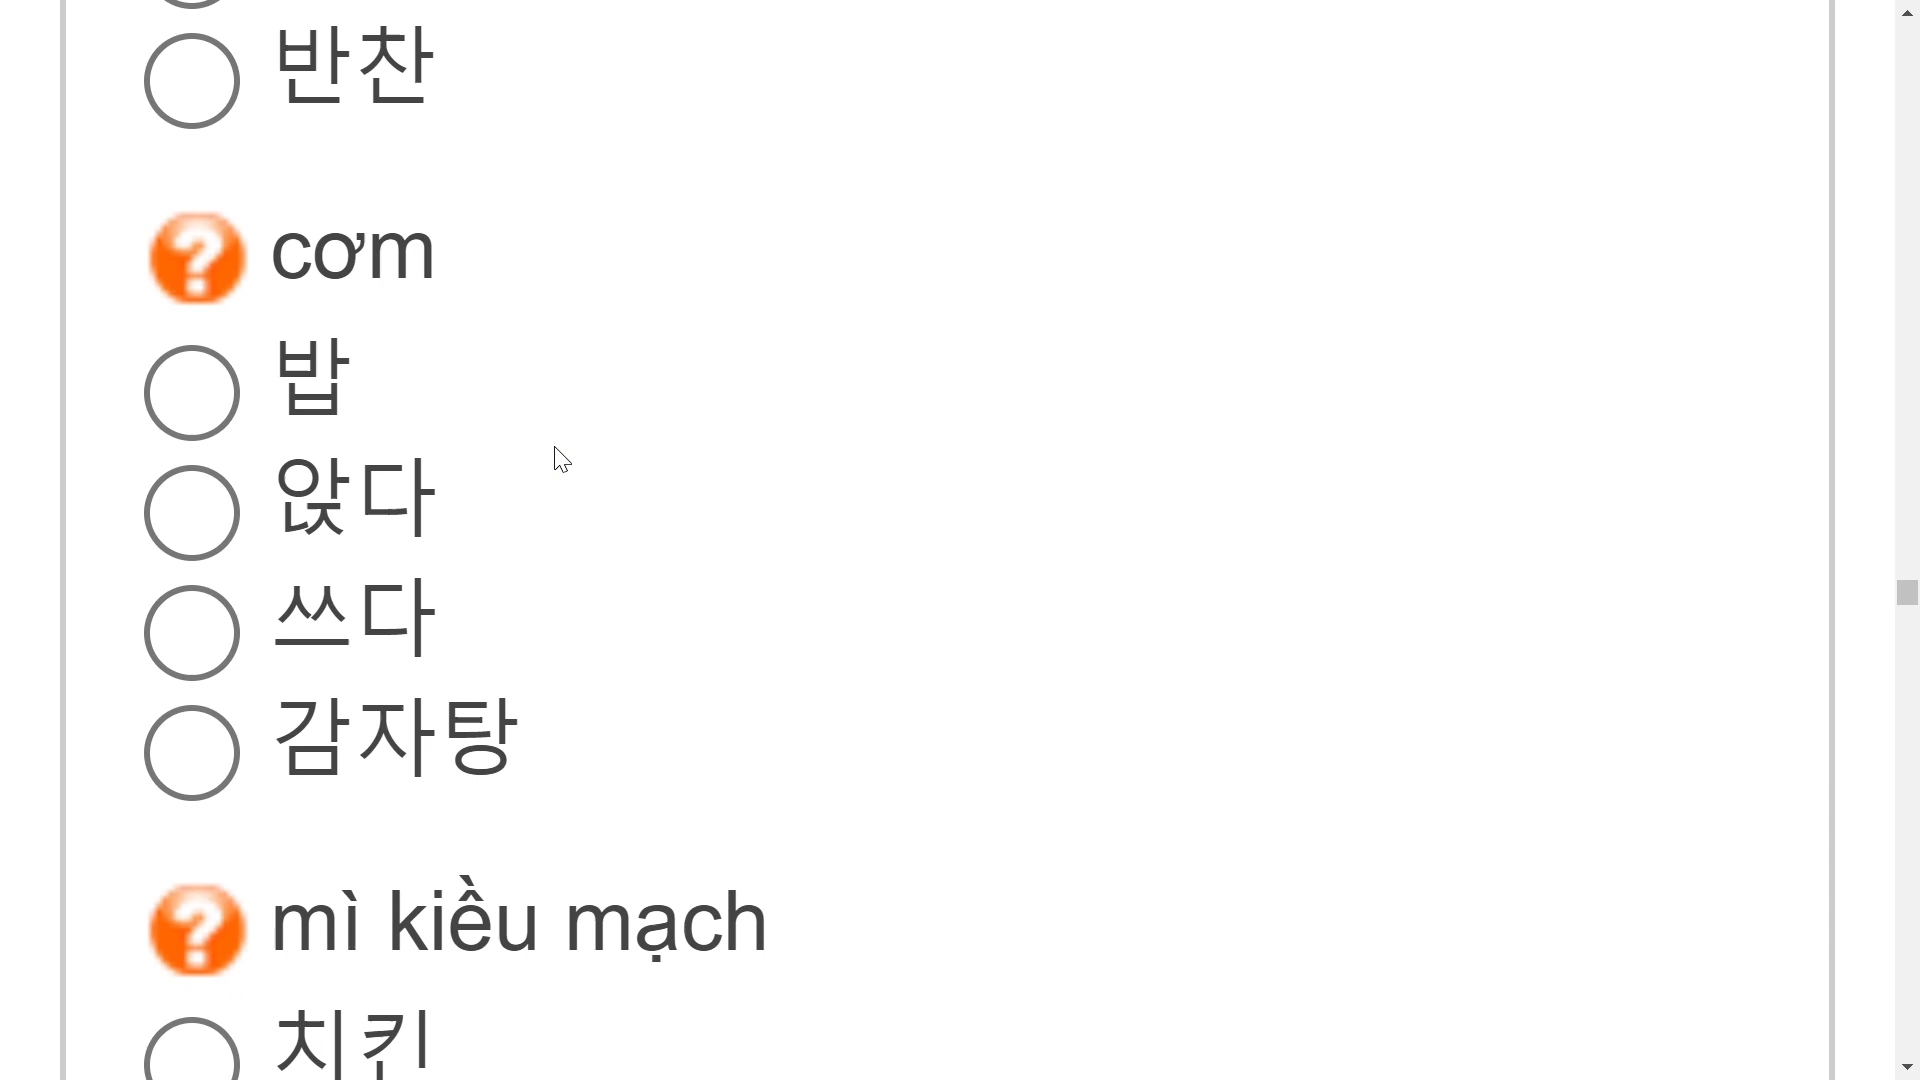 반찬
cơm
밥
앉다
쓰다
감자탕
mì kiều mạch
치킨